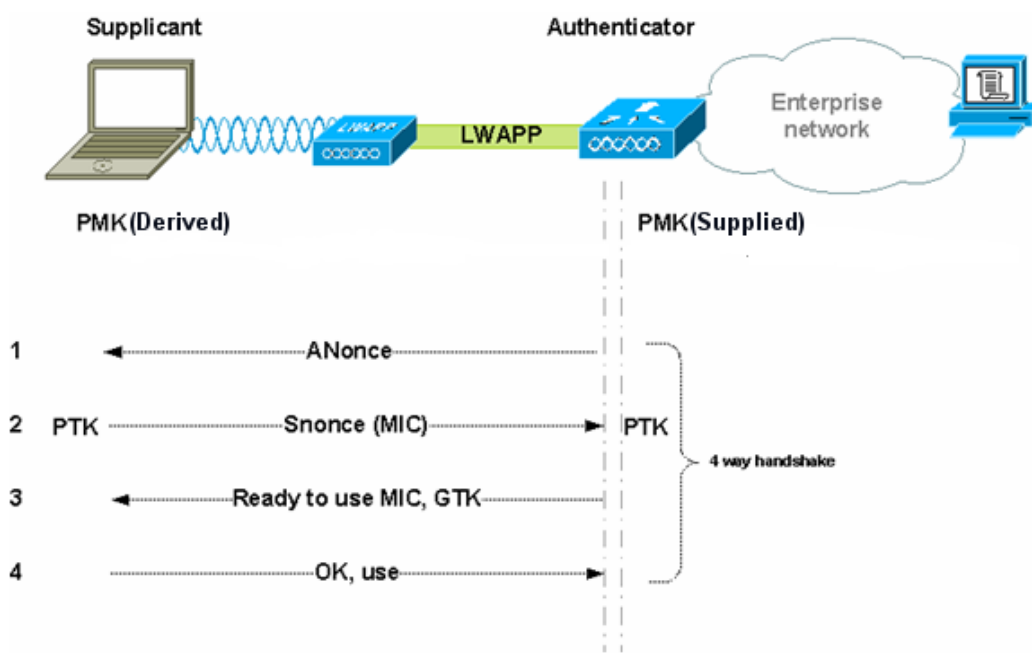 Supplicant
Authenticator
LWAPP
LWAPP
Enterprise
network
PMK(Derived)
PMK(Supplied)
1
ANonce
2
PTK
Snonce (MIC)
PTK
4 way handshake
3
Ready to use MIC, GTK
4
OK, use